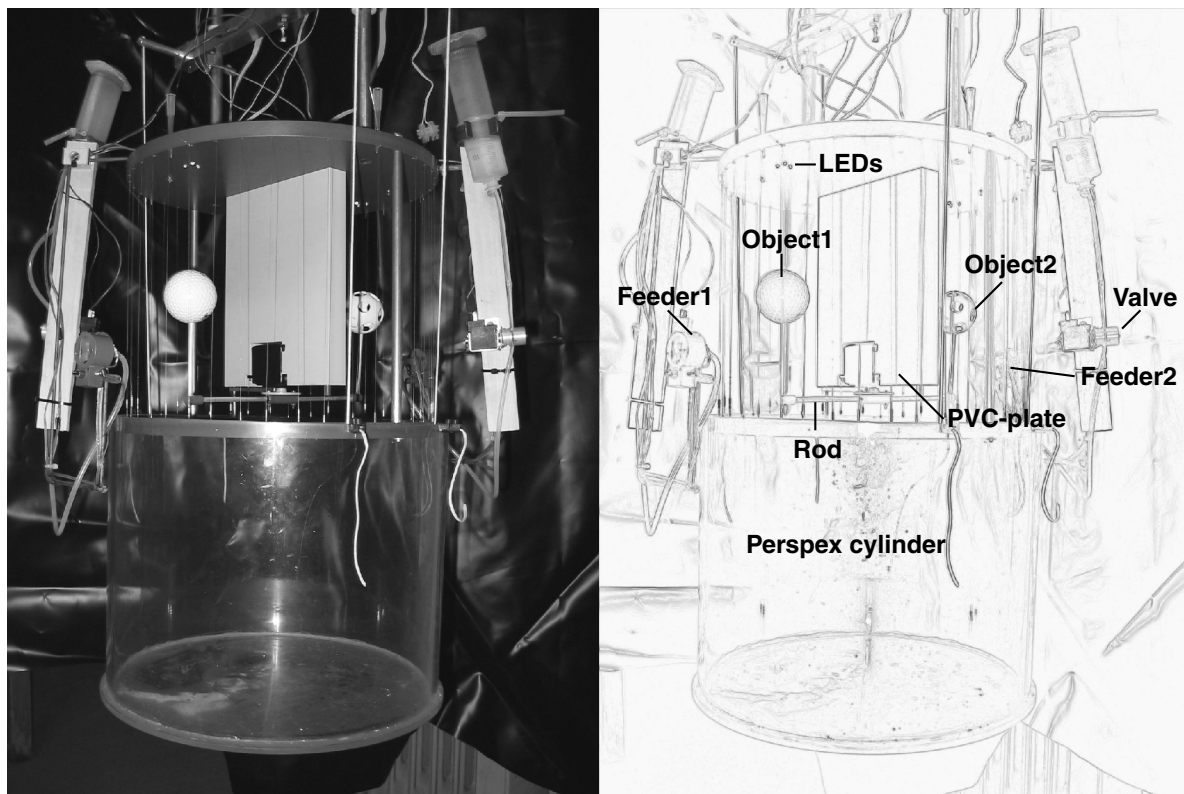 LEDs
Object1
Object2
Feeder1
Valve
Feeder2
PVC-plate
Rod
Perspex cylinder